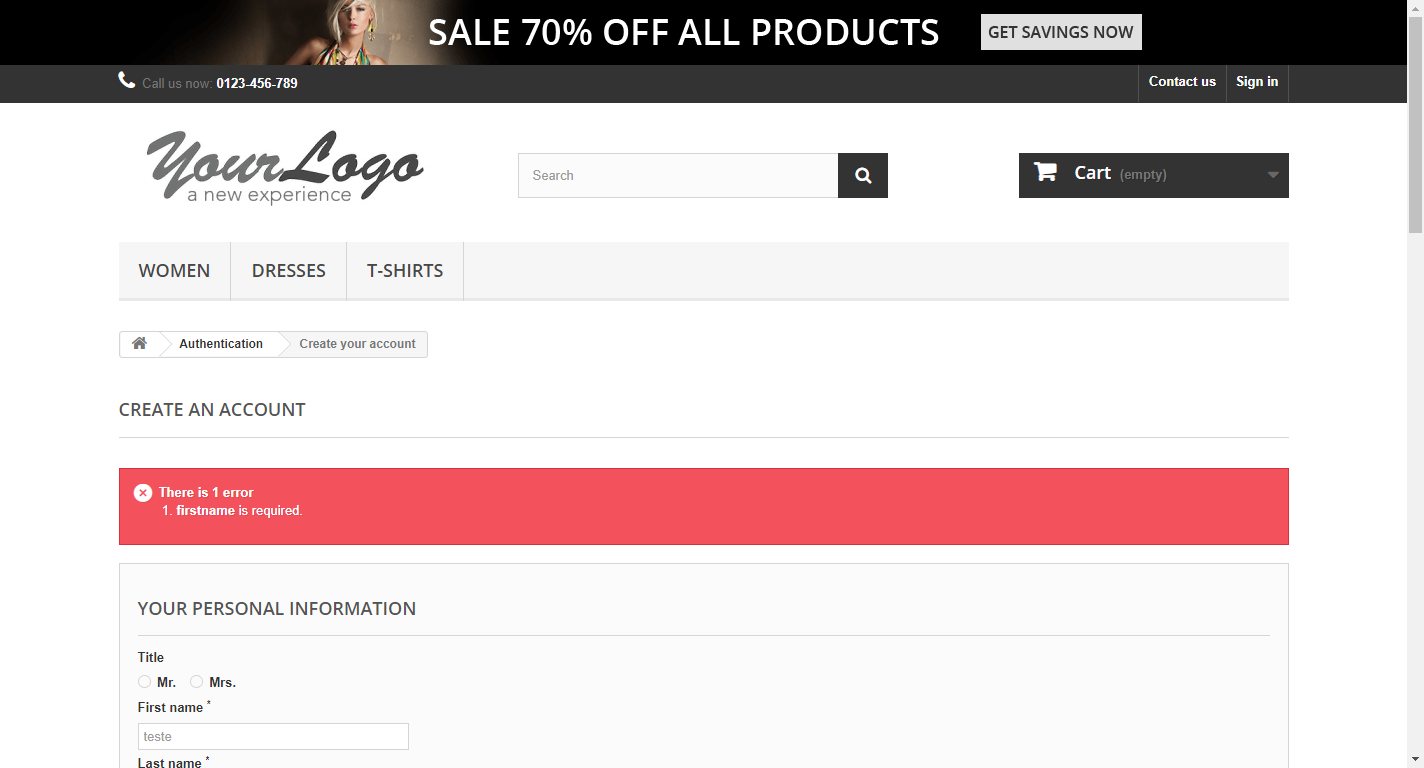 SALE 70% OFF ALL PRODUCTS
GET SAVINGS NOW
Call us now: 0123-456-789
Contact us
Sign in
YourLogo
a new experience
Search
Cart (empty)
WOMEN
DRESSES
T-SHIRTS
Authentication
Create your account
CREATE AN ACCOUNT
There is 1 error
1. firstname is required.
YOUR PERSONAL INFORMATION
Title
Mr.
Mrs.
First name *
teste
Last name *